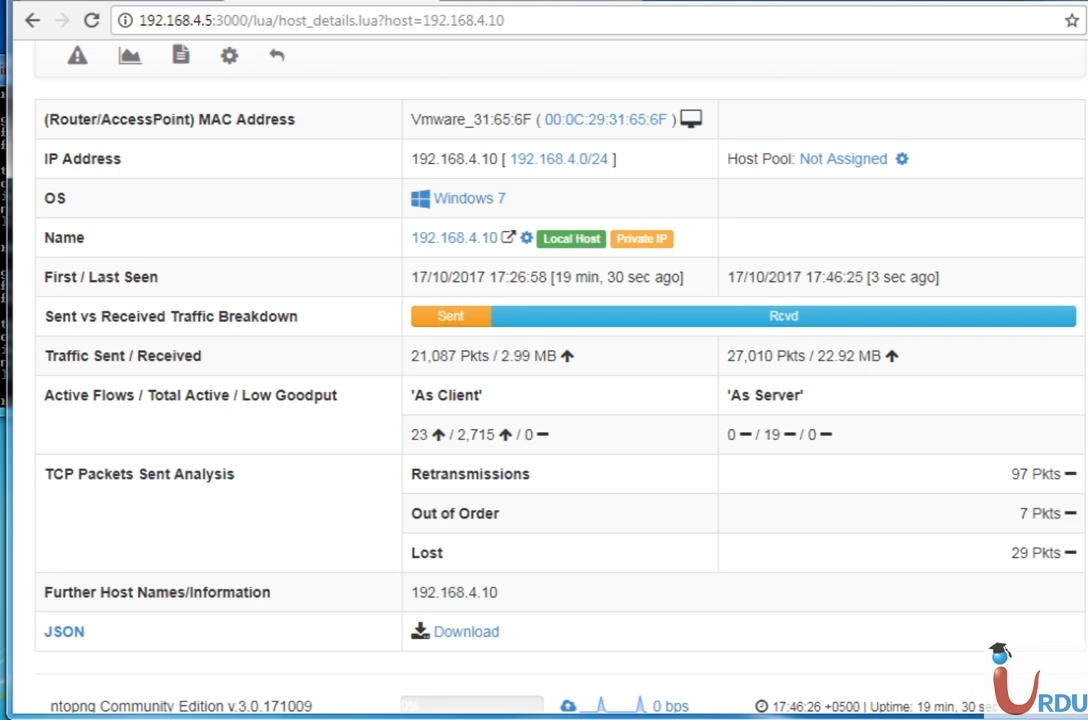 192.168.4.5:3000/lua/host_details.lua?host=192.168.4.10
(Router/AccessPoint) MAC Address Vmware_31:65:6F ( 00:0C:29:31:65:6F )
IP Address 192.168.4.10 [ 192.168.4.0/24 ] Host Pool: Not Assigned
OS Windows 7
Name 192.168.4.10 Local Host Private IP
First / Last Seen 17/10/2017 17:26:58 [19 min, 30 sec ago] 17/10/2017 17:46:25 [3 sec ago]
Sent vs Received Traffic Breakdown Sent Rcvd
Traffic Sent / Received 21,087 Pkts / 2.99 MB 27,010 Pkts / 22.92 MB
Active Flows / Total Active / Low Goodput 'As Client' 'As Server'
23 / 2,715 / 0 0 / 19 / 0
TCP Packets Sent Analysis Retransmissions 97 Pkts
Out of Order 7 Pkts
Lost 29 Pkts
Further Host Names/Information 192.168.4.10
JSON Download
ntopng Community Edition v.3.0.171009 0 bps 17:46:26 +0500 | Uptime: 19 min, 30 sec
iURDU